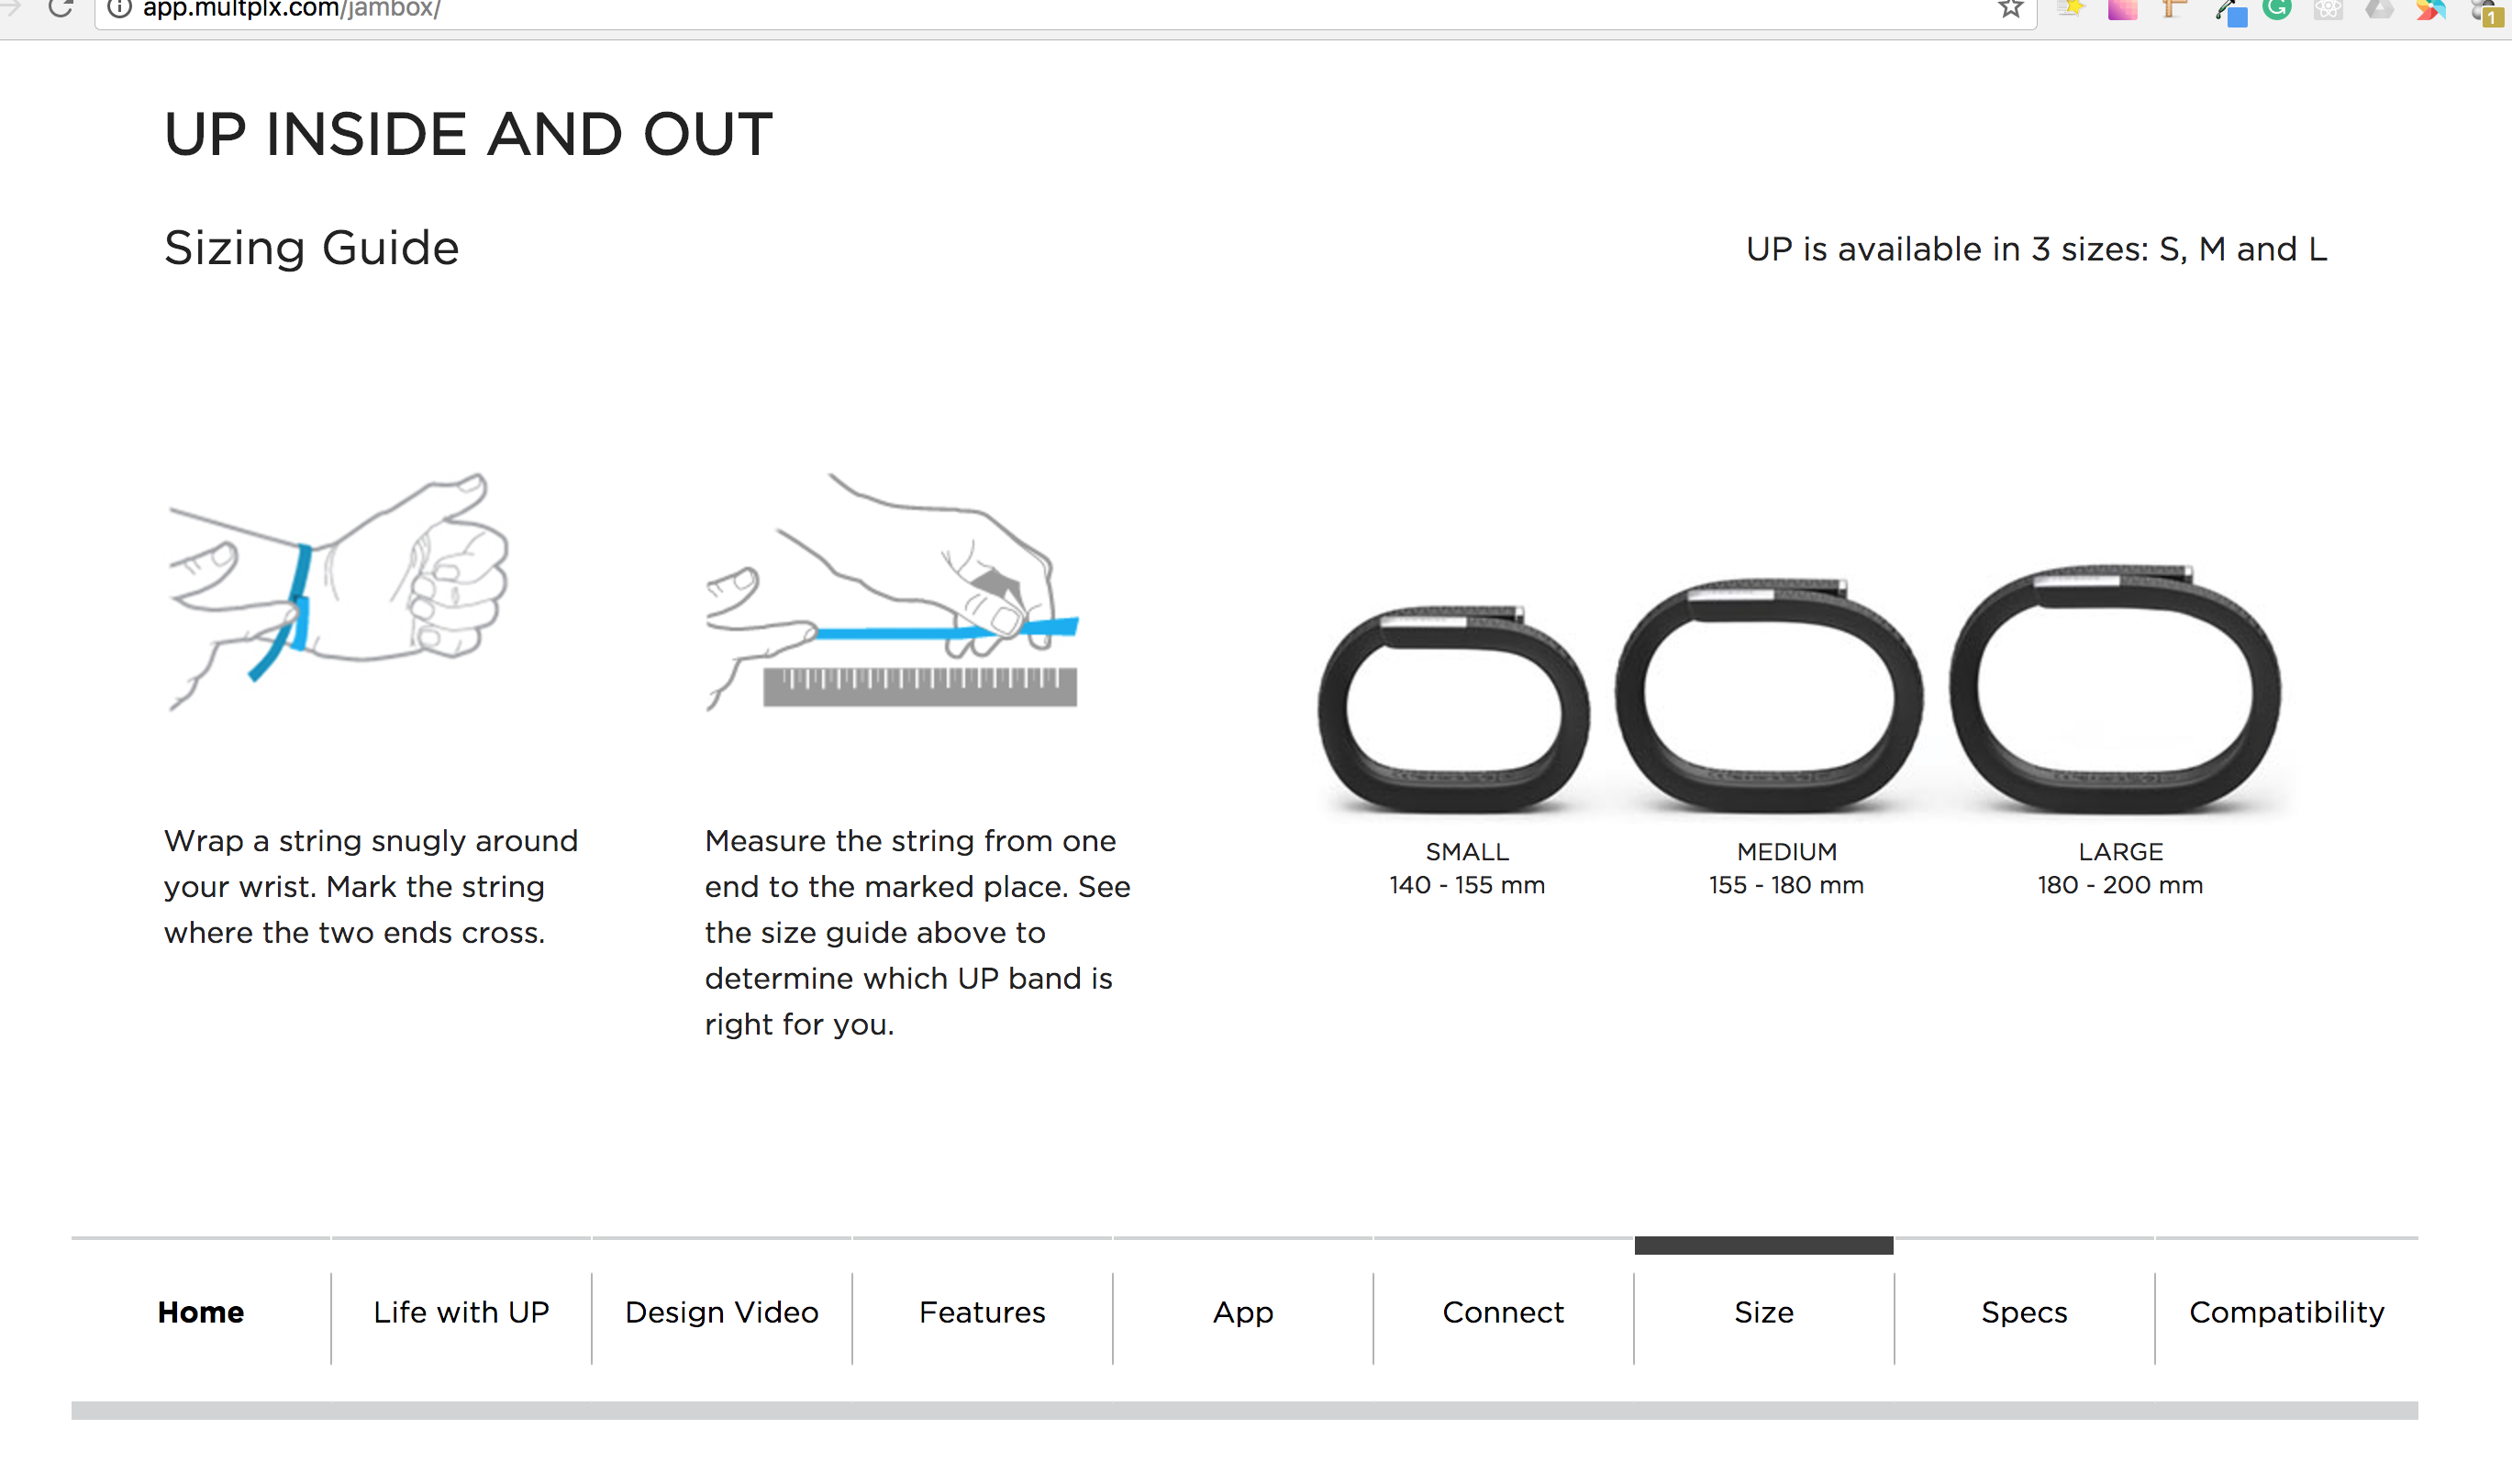 app.multplx.com/jambox/
1
UP INSIDE AND OUT
Sizing Guide
UP is available in 3 sizes: S, M and L
Wrap a string snugly around
your wrist. Mark the string
where the two ends cross.
Measure the string from one
end to the marked place. See
the size guide above to
determine which UP band is
right for you.
SMALL
140 - 155 mm
MEDIUM
155 - 180 mm
LARGE
180 - 200 mm
Home
Life with UP
Design Video
Features
App
Connect
Size
Specs
Compatibility